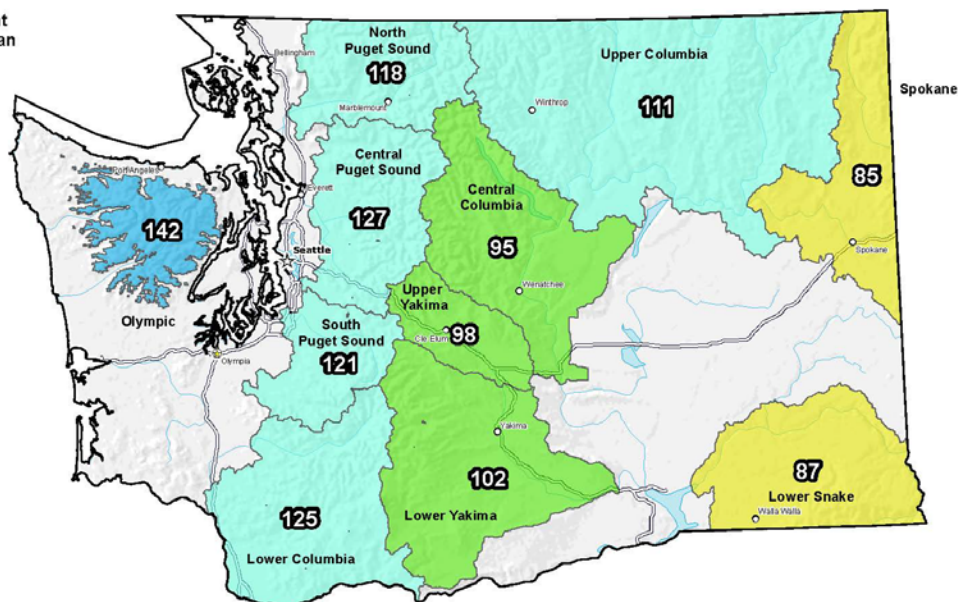 nt
an
North
Puget Sound
118
Bellingham
Marblemount
Upper Columbia
111
Winthrop
Spokane
85
Spokane
Central
Puget Sound
127
Everett
Seattle
Port Angeles
142
Olympic
Olympia
Central
Columbia
95
Wenatchee
Upper
Yakima
98
Cle Elum
South
Puget Sound
121
Yakima
102
Lower Yakima
125
Lower Columbia
87
Lower Snake
Walla Walla